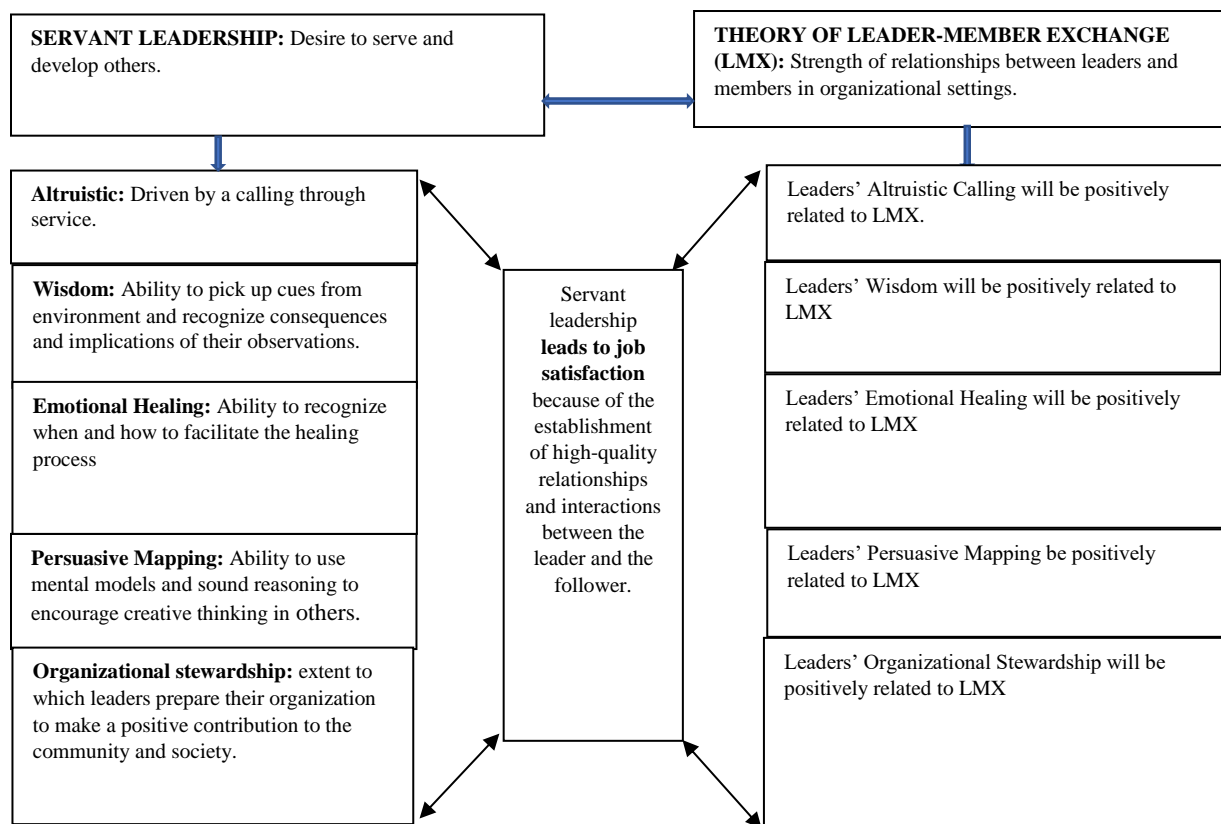 SERVANT LEADERSHIP: Desire to serve and
develop others.
THEORY OF LEADER-MEMBER EXCHANGE
(LMX): Strength of relationships between leaders and
members in organizational settings.
Altruistic: Driven by a calling through
service.
Wisdom: Ability to pick up cues from
environment and recognize consequences
and implications of their observations.
Emotional Healing: Ability to recognize
when and how to facilitate the healing
process
Persuasive Mapping: Ability to use
mental models and sound reasoning to
encourage creative thinking in others.
Organizational stewardship: extent to
which leaders prepare their organization
to make a positive contribution to the
community and society.
Servant
leadership
leads to job
satisfaction
because of the
establishment
of high-quality
relationships
and interactions
between the
leader and the
follower.
Leaders’ Altruistic Calling will be positively
related to LMX.
Leaders’ Wisdom will be positively related to
LMX
Leaders’ Emotional Healing will be positively
related to LMX
Leaders’ Persuasive Mapping be positively
related to LMX
Leaders’ Organizational Stewardship will be
positively related to LMX